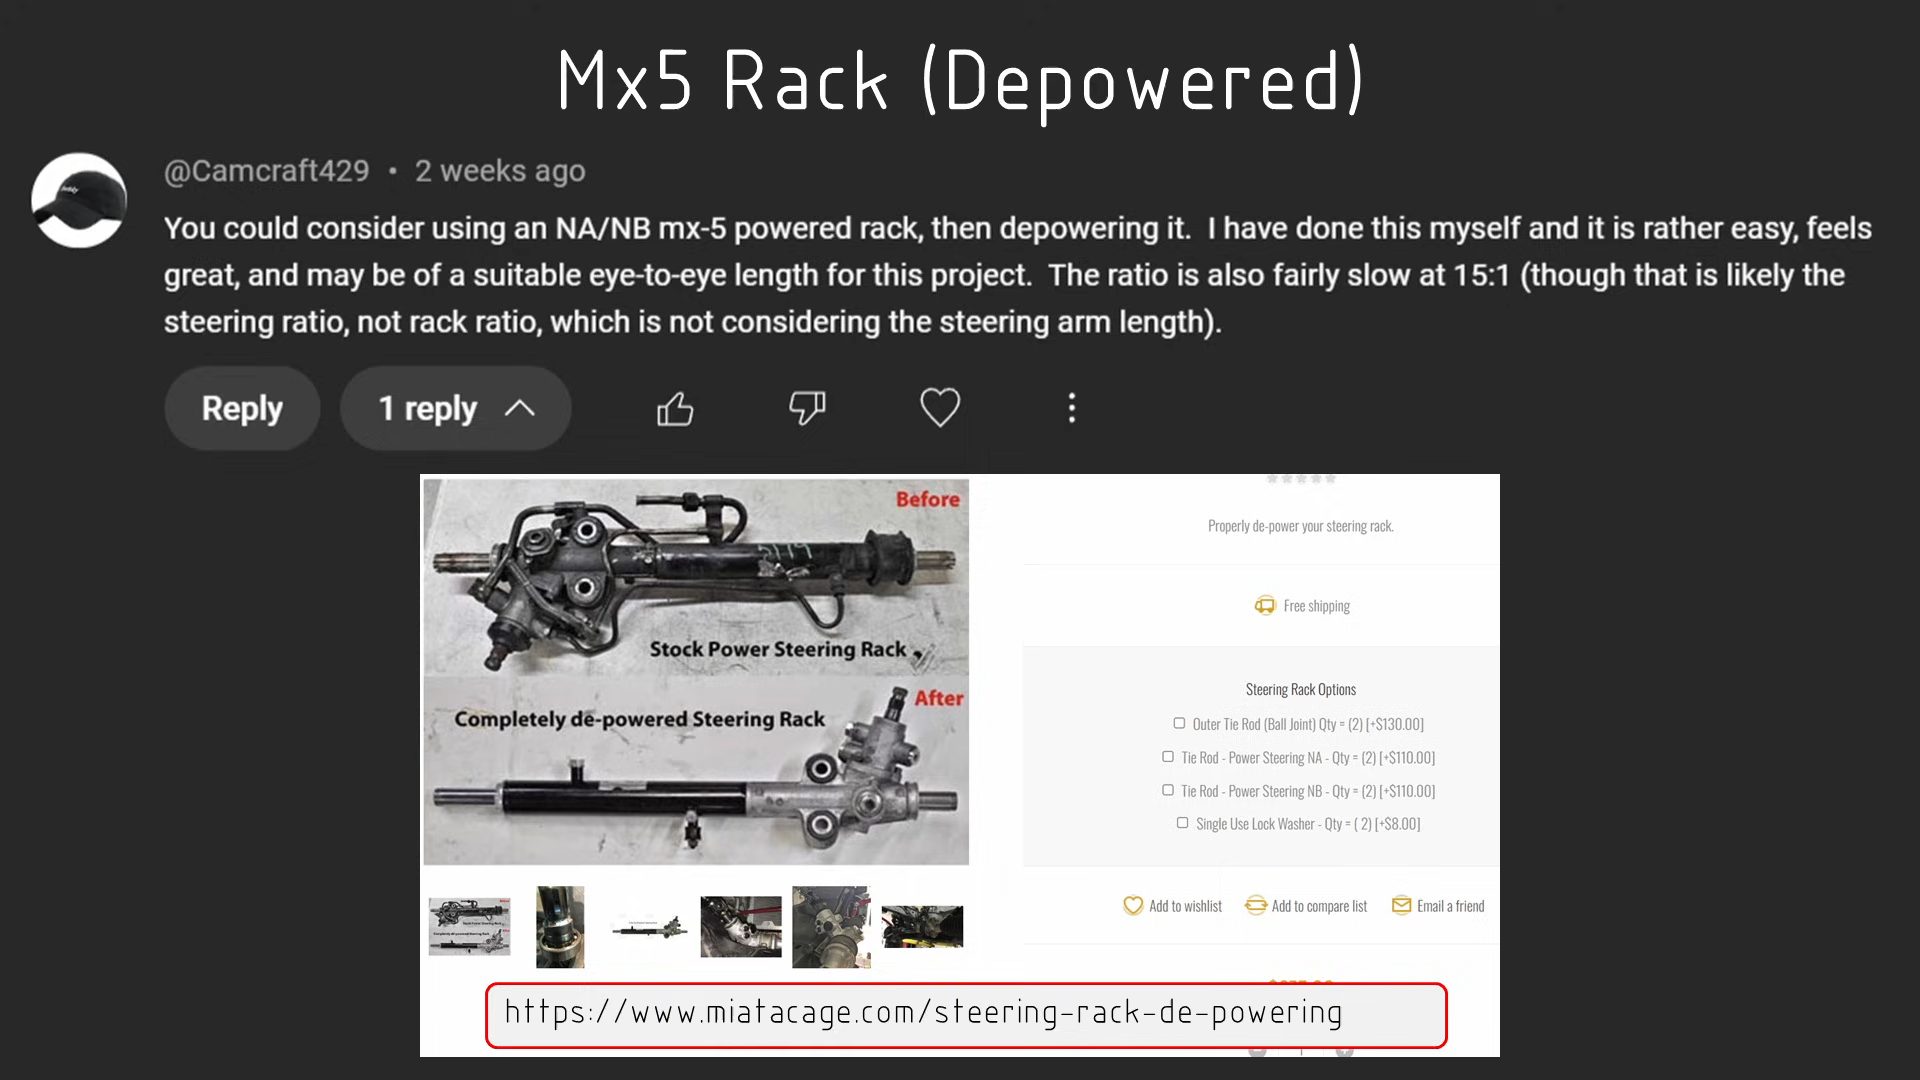 Mx5 Rack (Depowered)
@Camcraft429 • 2 weeks ago
You could consider using an NA/NB mx-5 powered rack, then depowering it.  I have done this myself and it is rather easy, feels
great, and may be of a suitable eye-to-eye length for this project.  The ratio is also fairly slow at 15:1 (though that is likely the
steering ratio, not rack ratio, which is not considering the steering arm length).
Reply
1 reply
Before
Stock Power Steering Rack
After
Completely de-powered Steering Rack
Properly de-power your steering rack.
Free shipping
Steering Rack Options
Outer Tie Rod (Ball Joint) Qty = (2) [+$130.00]
Tie Rod - Power Steering NA - Qty = (2) [+$110.00]
Tie Rod - Power Steering NB - Qty = (2) [+$110.00]
Single Use Lock Washer - Qty = ( 2) [+$8.00]
Add to wishlist
Add to compare list
Email a friend
https://www.miatacage.com/steering-rack-de-powering